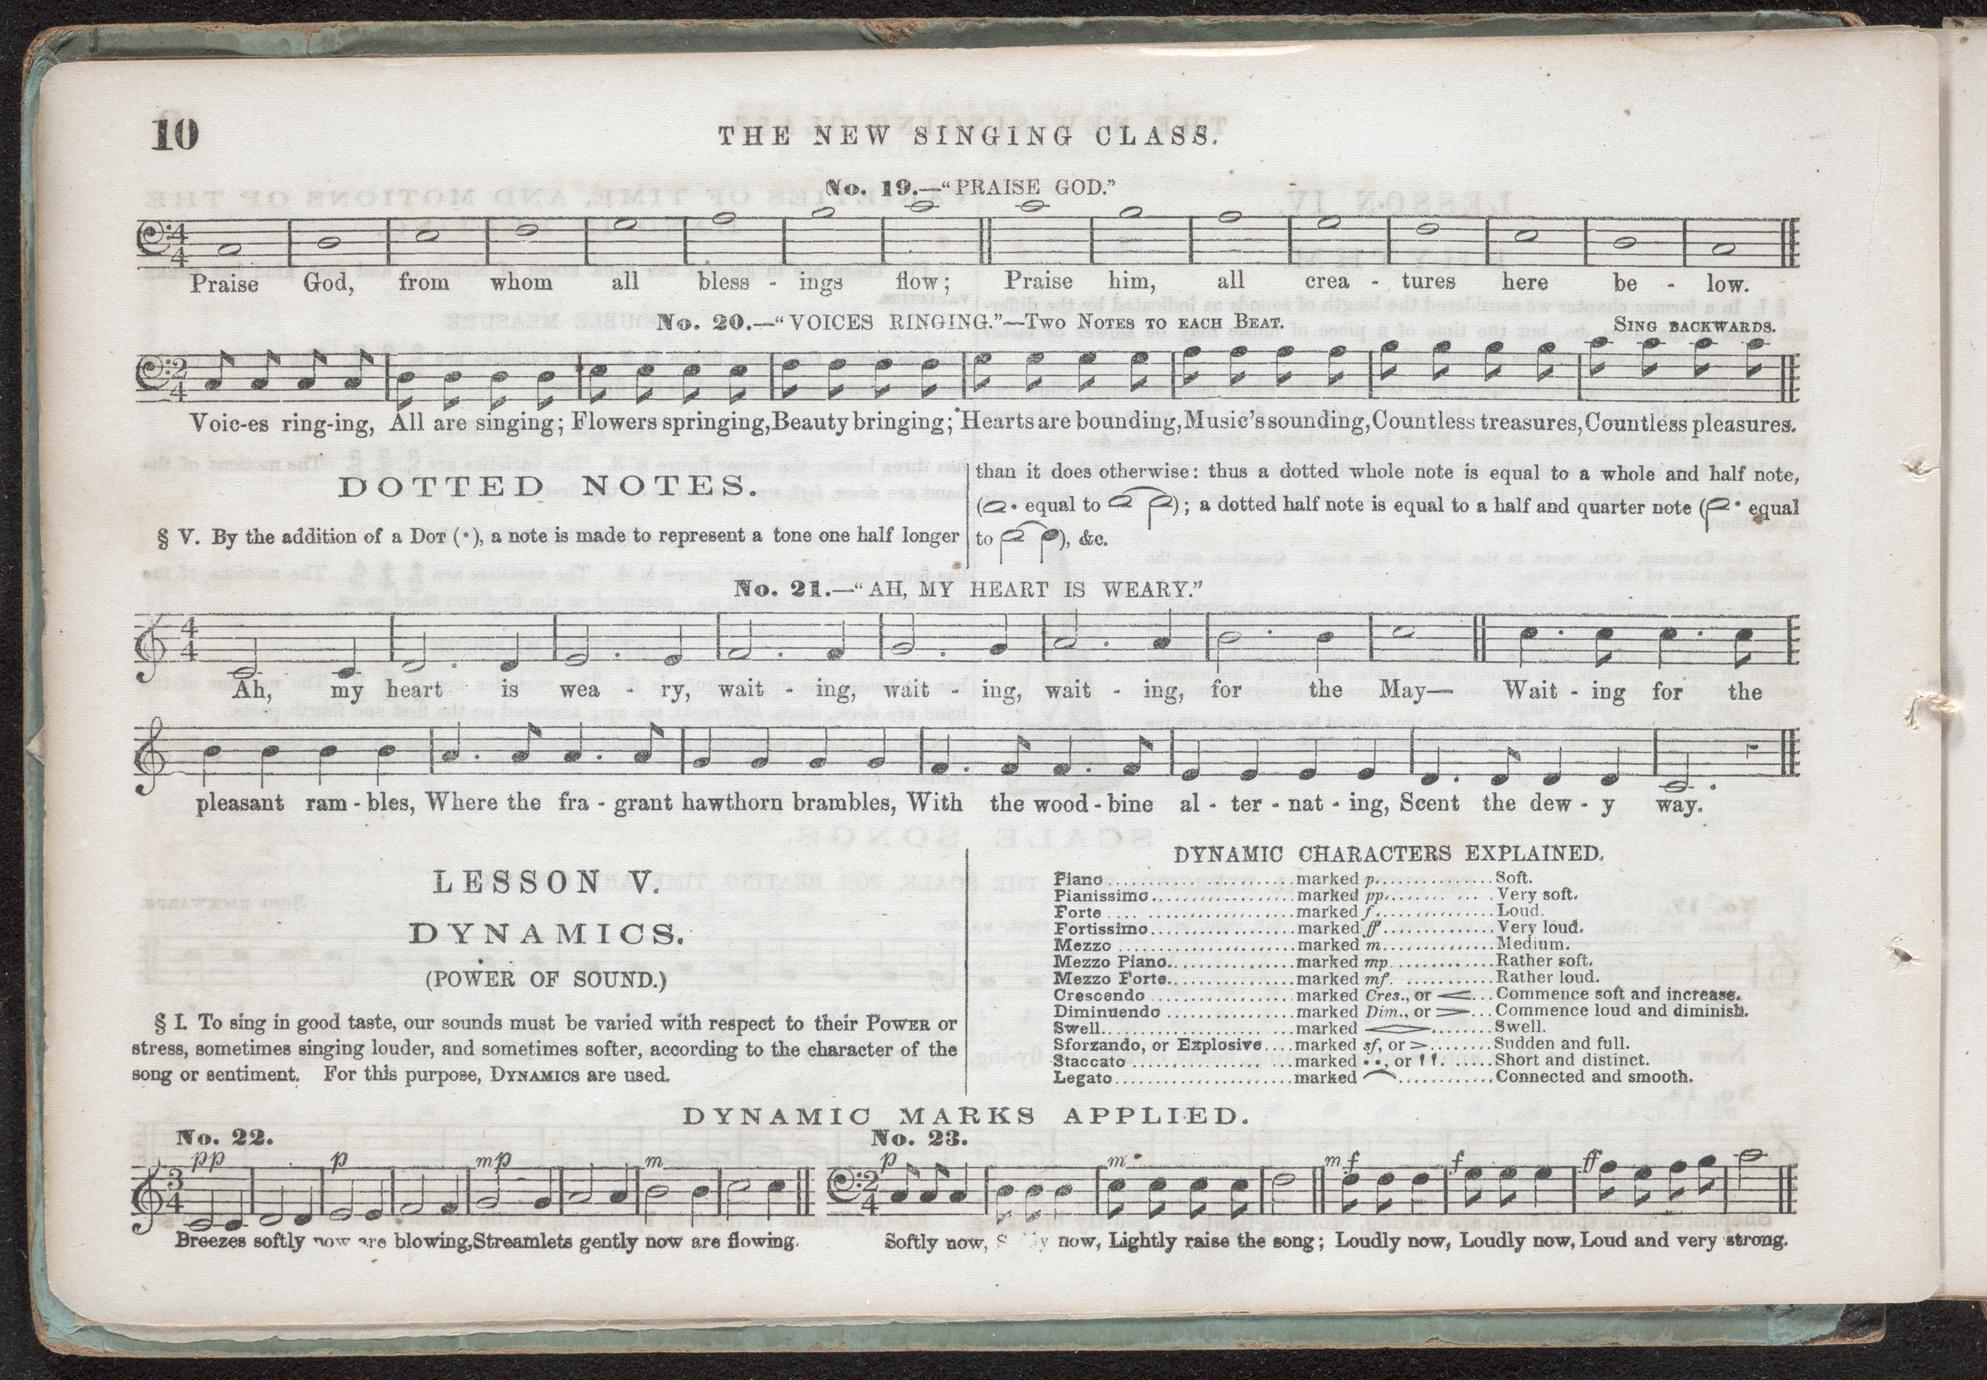 10
THE NEW SINGING CLASS.
No. 19.—“PRAISE GOD.”
4
4
Praise God, from whom all bless - ings flow; Praise him, all crea - tures here be - low.
No. 20.—“VOICES RINGING.”—Two Notes to each Beat.
Sing backwards.
2
4
Voic-es ring-ing, All are singing; Flowers springing, Beauty bringing; Hearts are bounding, Music's sounding, Countless treasures, Countless pleasures.
DOTTED NOTES.
§ V. By the addition of a Dot (·), a note is made to represent a tone one half longer
than it does otherwise: thus a dotted whole note is equal to a whole and half note,
( · equal to ); a dotted half note is equal to a half and quarter note ( · equal
to ), &c.
No. 21.—“AH, MY HEART IS WEARY.”
4
4
Ah, my heart is wea - ry, wait - ing, wait - ing, wait - ing, for the May— Wait - ing for the
pleasant ram - bles, Where the fra - grant hawthorn brambles, With the wood - bine al - ter - nat - ing, Scent the dew - y way.
LESSON V.
DYNAMICS.
(POWER OF SOUND.)
§ I. To sing in good taste, our sounds must be varied with respect to their Power or
stress, sometimes singing louder, and sometimes softer, according to the character of the
song or sentiment. For this purpose, Dynamics are used.
DYNAMIC CHARACTERS EXPLAINED.
Piano........................marked p...............Soft.
Pianissimo..................marked pp........ ... . Very soft.
Forte .... ...................marked f...............Loud.
Fortissimo..................marked ff..............Very loud.
Mezzo ......................marked m..............Medium.
Mezzo Piano................marked mp.............Rather soft.
Mezzo Forte................marked mf. ...........Rather loud.
Crescendo ..................marked Cres., or <...Commence soft and increase.
Diminuendo ................marked Dim., or >...Commence loud and diminish.
Swell........................marked <>........Swell.
Sforzando, or Explosive....marked sf, or >........Sudden and full.
Staccato .....................marked • •, or ......Short and distinct.
Legato.......................marked ............Connected and smooth.
DYNAMIC MARKS APPLIED.
No. 22.
pp p mp m
3
4
Breezes softly now are blowing, Streamlets gently now are flowing.
No. 23.
p m mf f ff
2
4
Softly now, now, Lightly raise the song; Loudly now, Loudly now, Loud and very strong.